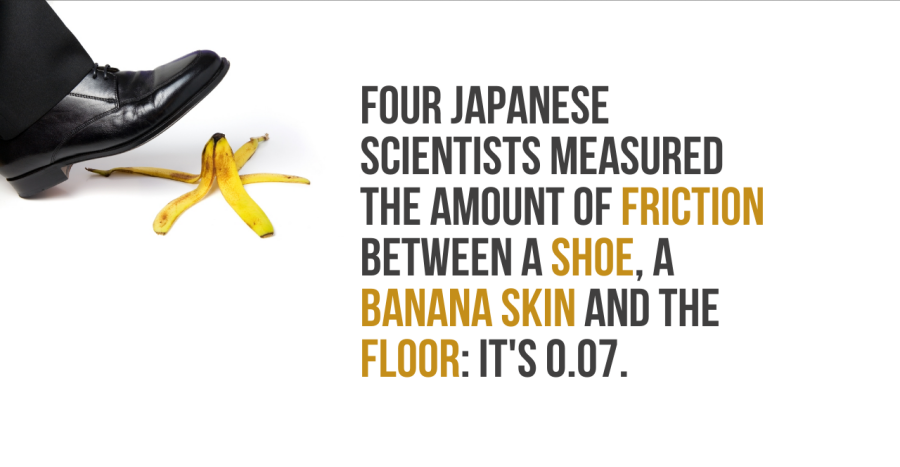 FOUR JAPANESE
SCIENTISTS MEASURED
THE AMOUNT OF FRICTION
BETWEEN A SHOE, A
BANANA SKIN AND THE
FLOOR: IT'S 0.07.